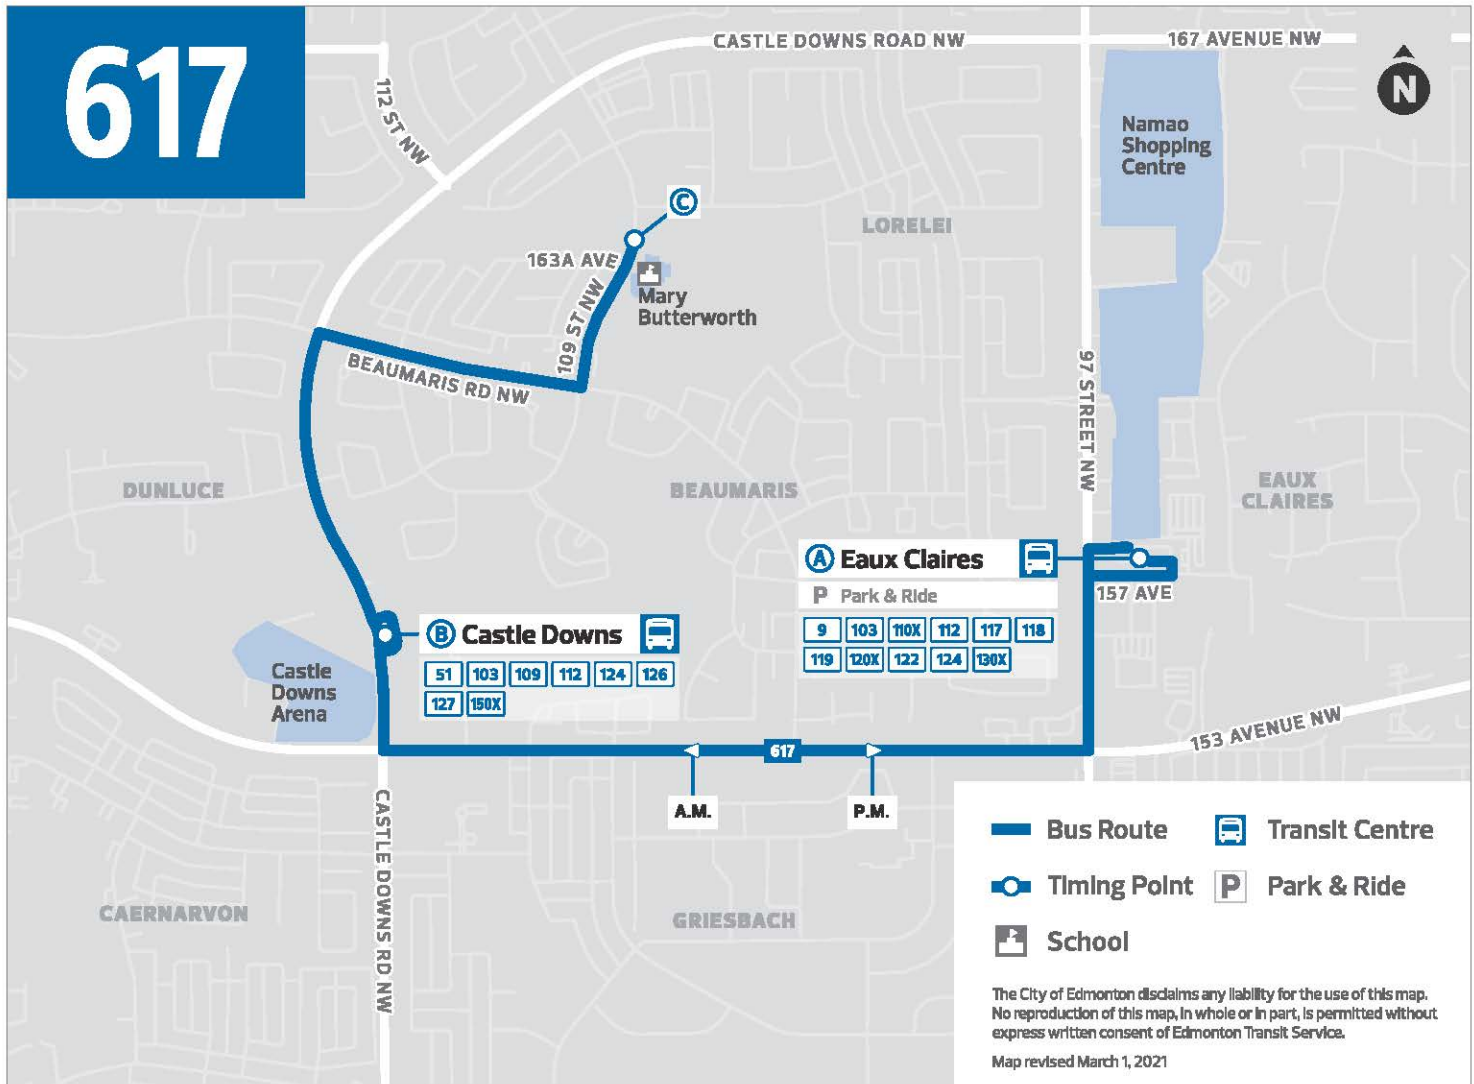 617
CASTLE DOWNS ROAD NW
167 AVENUE NW
N
112 ST NW
Namao
Shopping
Centre
C
LORELEI
163A AVE
109 ST NW
Mary
Butterworth
BEAUMARIS RD NW
97 STREET NW
DUNLUCE
BEAUMARIS
EAUX
CLAIRES
A Eaux Claires
P Park & Ride
9 103 110X 112 117 118
119 120X 122 124 130X
157 AVE
B Castle Downs
51 103 109 112 124 126
127 150X
Castle
Downs
Arena
153 AVENUE NW
617
A.M.
P.M.
CASTLE DOWNS RD NW
CAERNARVON
GRIESBACH
Bus Route
Transit Centre
Timing Point
P Park & Ride
School
The City of Edmonton disclaims any liability for the use of this map.
No reproduction of this map, in whole or in part, is permitted without
express written consent of Edmonton Transit Service.
Map revised March 1, 2021